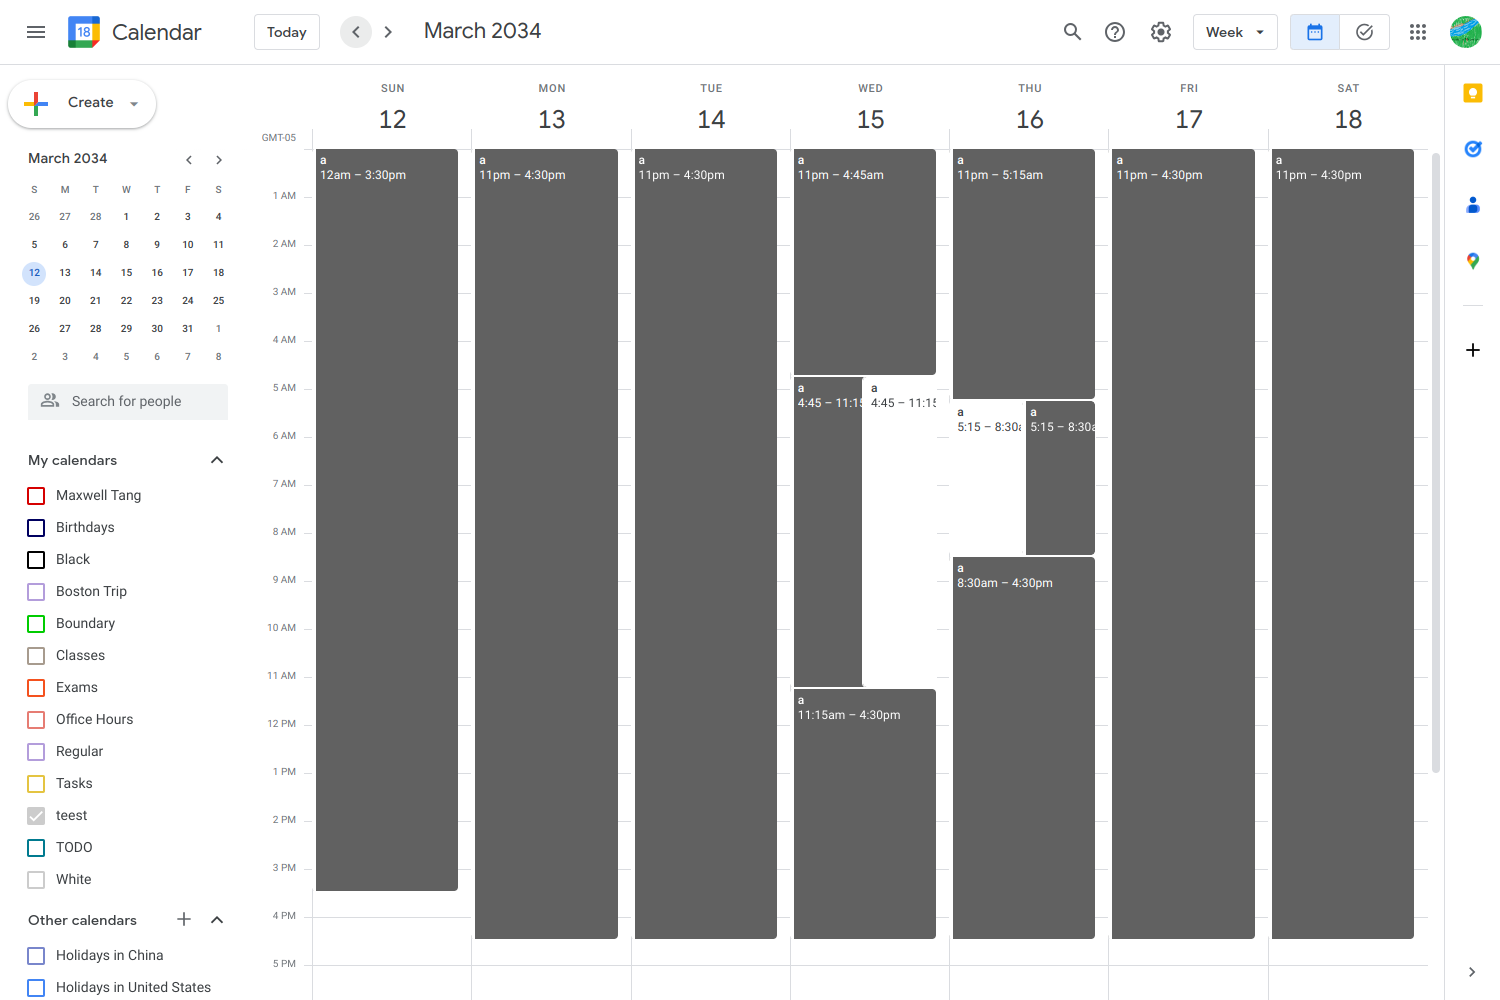 18 Calendar
Today
March 2034
Week
Create
March 2034
S M T W T F S
26 27 28 1 2 3 4
5 6 7 8 9 10 11
12 13 14 15 16 17 18
19 20 21 22 23 24 25
26 27 28 29 30 31 1
2 3 4 5 6 7 8
Search for people
My calendars
Maxwell Tang
Birthdays
Black
Boston Trip
Boundary
Classes
Exams
Office Hours
Regular
Tasks
teest
TODO
White
Other calendars
Holidays in China
Holidays in United States
SUN MON TUE WED THU FRI SAT
12 13 14 15 16 17 18
GMT-05
1 AM
2 AM
3 AM
4 AM
5 AM
6 AM
7 AM
8 AM
9 AM
10 AM
11 AM
12 PM
1 PM
2 PM
3 PM
4 PM
5 PM
a
12am – 3:30pm
a
11pm – 4:30pm
a
11pm – 4:30pm
a
11pm – 4:45am
a
4:45 – 11:15
a
4:45 – 11:15
a
11:15am – 4:30pm
a
11pm – 5:15am
a
5:15 – 8:30a
a
5:15 – 8:30a
a
8:30am – 4:30pm
a
11pm – 4:30pm
a
11pm – 4:30pm